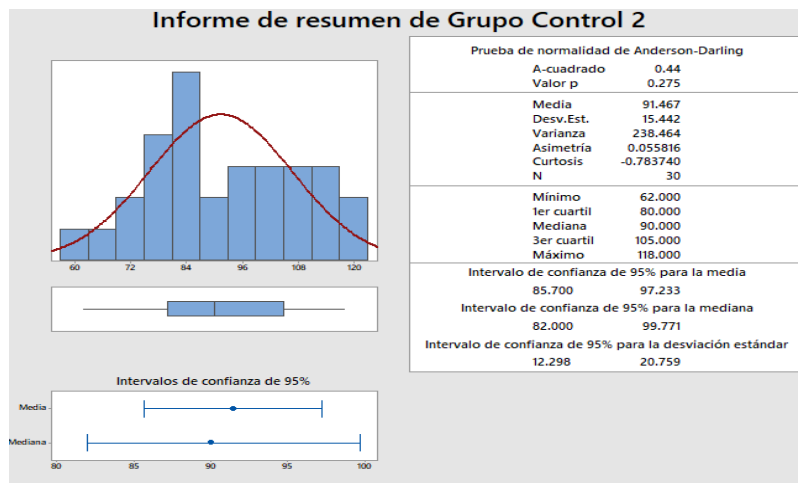 Informe de resumen de Grupo Control 2
60 72 84 96 108 120
Intervalos de confianza de 95%
Media
Mediana
80 85 90 95 100
Prueba de normalidad de Anderson-Darling
A-cuadrado 0.44
Valor p 0.275
Media 91.467
Desv.Est. 15.442
Varianza 238.464
Asimetría 0.055816
Curtosis -0.783740
N 30
Mínimo 62.000
1er cuartil 80.000
Mediana 90.000
3er cuartil 105.000
Máximo 118.000
Intervalo de confianza de 95% para la media
85.700 97.233
Intervalo de confianza de 95% para la mediana
82.000 99.771
Intervalo de confianza de 95% para la desviación estándar
12.298 20.759